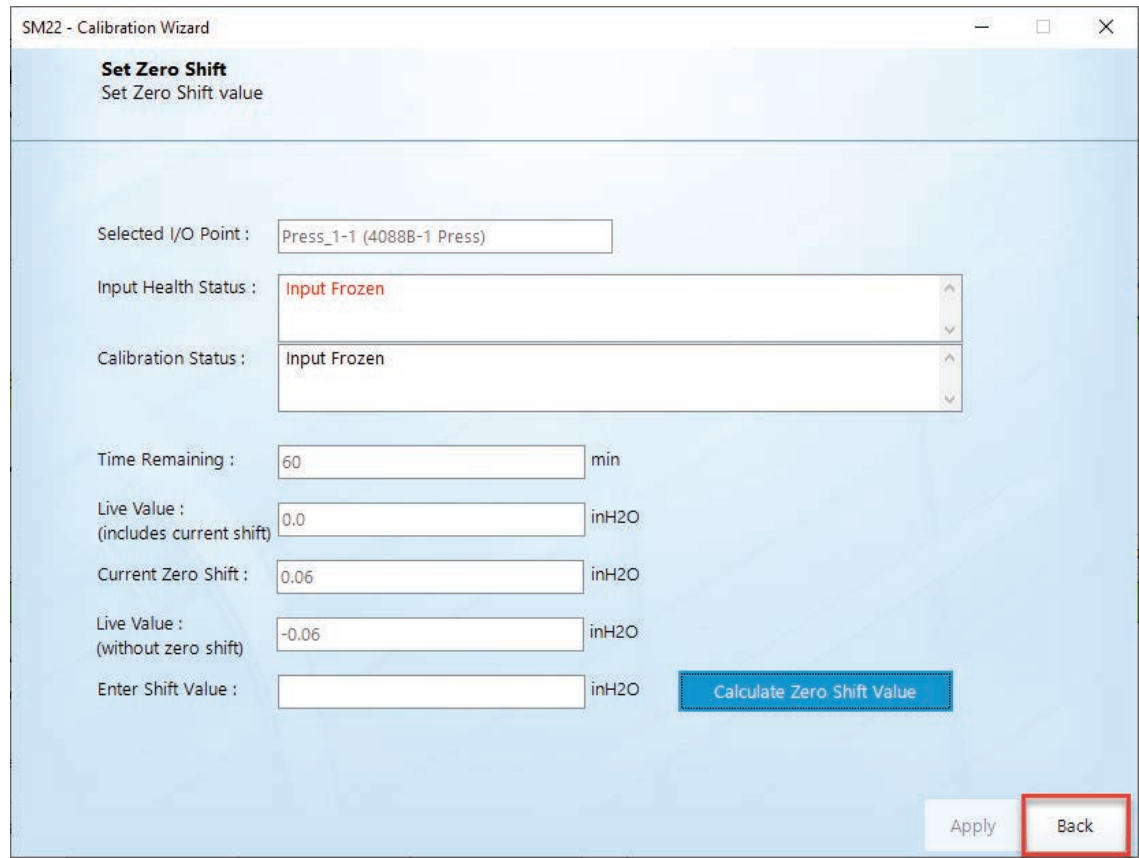 SM22 - Calibration Wizard
Set Zero Shift
Set Zero Shift value
Selected I/O Point :
Press_1-1 (4088B-1 Press)
Input Health Status :
Input Frozen
Calibration Status :
Input Frozen
Time Remaining :
60
min
Live Value :
(includes current shift)
0.0
inH2O
Current Zero Shift :
0.06
inH2O
Live Value :
(without zero shift)
-0.06
inH2O
Enter Shift Value :
inH2O
Calculate Zero Shift Value
Apply
Back